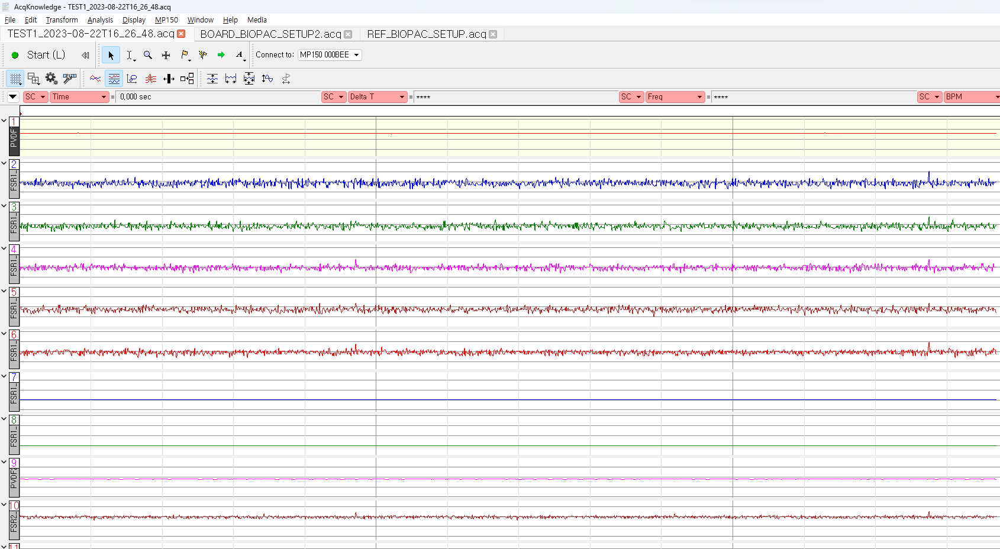 AcqKnowledge - TEST1_2023-08-22T16_26_48.acq
File Edit Transform Analysis Display MP150 Window Help Media
TEST1_2023-08-22T16_26_48.acq BOARD_BIOPAC_SETUP2.acq REF_BIOPAC_SETUP.acq
Start (L) Connect to: MP150 000BEE
SC Time = 0,000 sec SC Delta T = **** SC Freq = **** SC BPM
1
PVDF
2
FSR1_
3
FSR1_
4
FSR1_
5
FSR1_
6
FSR1_
7
FSR1_
8
FSR1_
9
PVDF
10
FSR2_
11